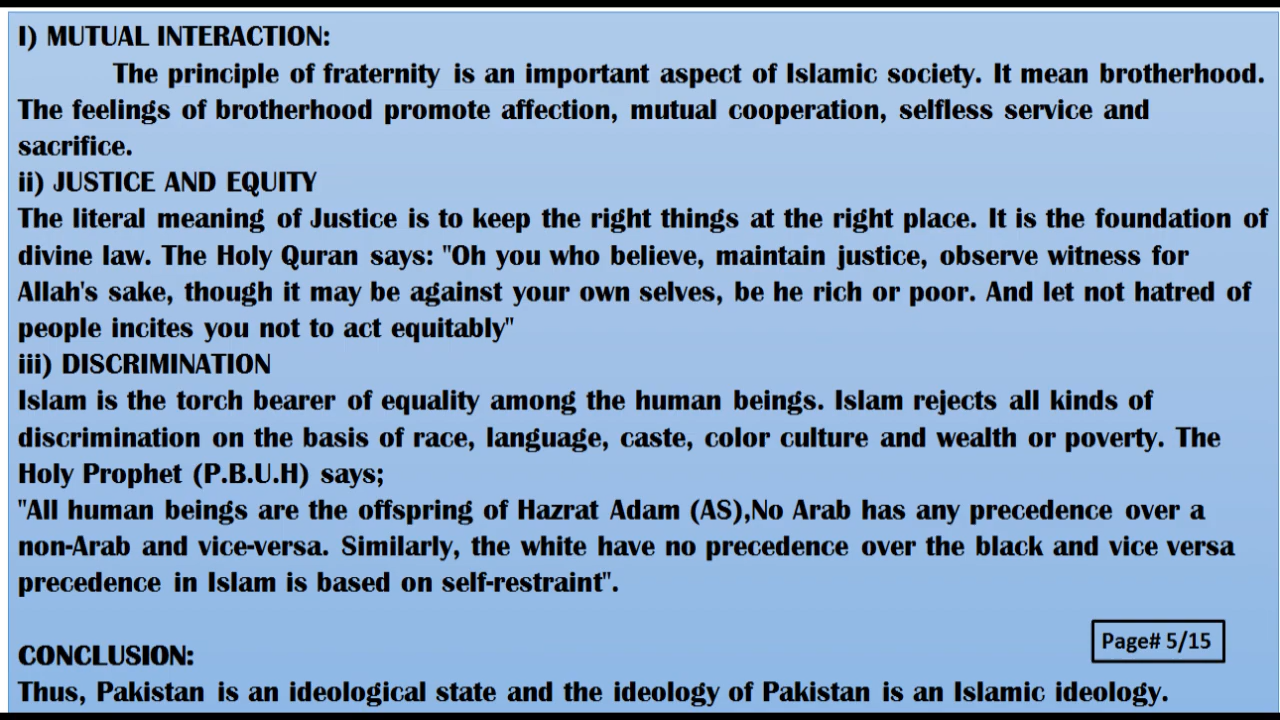 I) MUTUAL INTERACTION:
The principle of fraternity is an important aspect of Islamic society. It mean brotherhood.
The feelings of brotherhood promote affection, mutual cooperation, selfless service and
sacrifice.
ii) JUSTICE AND EQUITY
The literal meaning of Justice is to keep the right things at the right place. It is the foundation of
divine law. The Holy Quran says: "Oh you who believe, maintain justice, observe witness for
Allah's sake, though it may be against your own selves, be he rich or poor. And let not hatred of
people incites you not to act equitably"
iii) DISCRIMINATION
Islam is the torch bearer of equality among the human beings. Islam rejects all kinds of
discrimination on the basis of race, language, caste, color culture and wealth or poverty. The
Holy Prophet (P.B.U.H) says;
"All human beings are the offspring of Hazrat Adam (AS),No Arab has any precedence over a
non-Arab and vice-versa. Similarly, the white have no precedence over the black and vice versa
precedence in Islam is based on self-restraint".
Page# 5/15
CONCLUSION:
Thus, Pakistan is an ideological state and the ideology of Pakistan is an Islamic ideology.